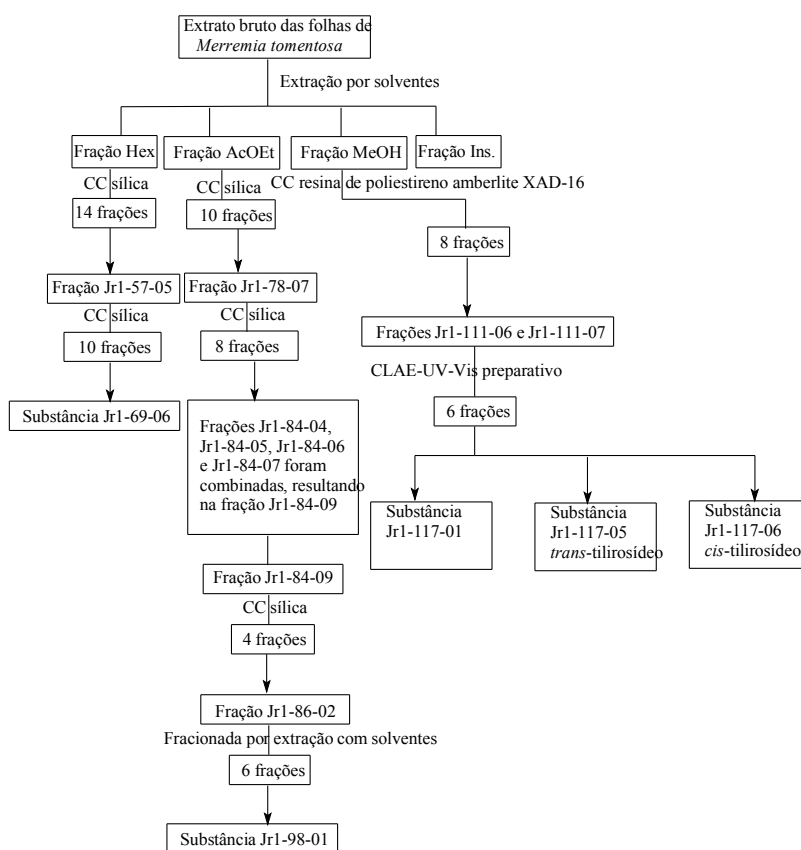 Extrato bruto das folhas de
Merremia tomentosa
Extração por solventes
Fração Hex
Fração AcOEt
Fração MeOH
Fração Ins.
CC sílica
CC sílica
CC resina de poliestireno amberlite XAD-16
14 frações
10 frações
8 frações
Fração Jr1-57-05
Fração Jr1-78-07
CC sílica
CC sílica
Frações Jr1-111-06 e Jr1-111-07
10 frações
8 frações
CLAE-UV-Vis preparativo
6 frações
Substância Jr1-69-06
Frações Jr1-84-04,
Jr1-84-05, Jr1-84-06
e Jr1-84-07 foram
combinadas, resultando
na fração Jr1-84-09
Substância
Jr1-117-01
Substância
Jr1-117-05
trans-tilirosídeo
Substância
Jr1-117-06
cis-tilirosídeo
Fração Jr1-84-09
CC sílica
4 frações
Fração Jr1-86-02
Fracionada por extração com solventes
6 frações
Substância Jr1-98-01